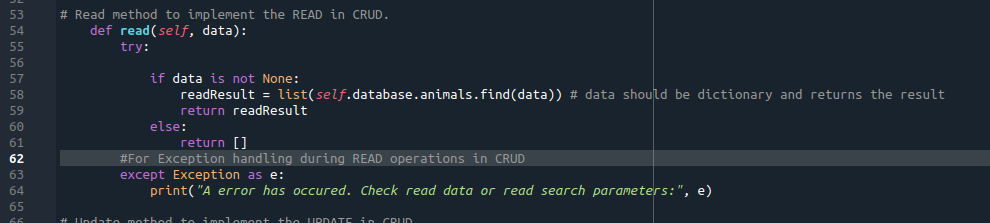 53 # Read method to implement the READ in CRUD.
54     def read(self, data):
55         try:
56
57             if data is not None:
58                 readResult = list(self.database.animals.find(data)) # data should be dictionary and returns the result
59                 return readResult
60             else:
61                 return []
62         #For Exception handling during READ operations in CRUD
63         except Exception as e:
64             print("A error has occured. Check read data or read search parameters:", e)
65
66 # Update method to implement the UPDATE in CRUD